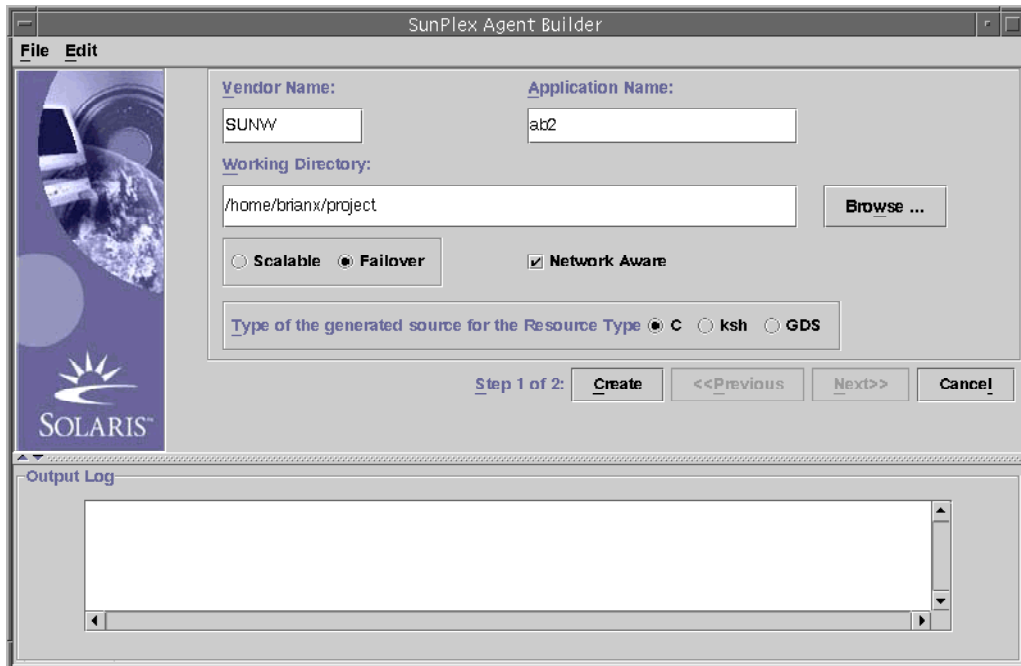 SunPlex Agent Builder
File Edit
Vendor Name: Application Name:
SUNW ab2
Working Directory:
/home/brianx/project Browse ...
Scalable Failover Network Aware
Type of the generated source for the Resource Type C ksh GDS
Step 1 of 2: Create <<Previous Next>> Cancel
SOLARIS™
Output Log